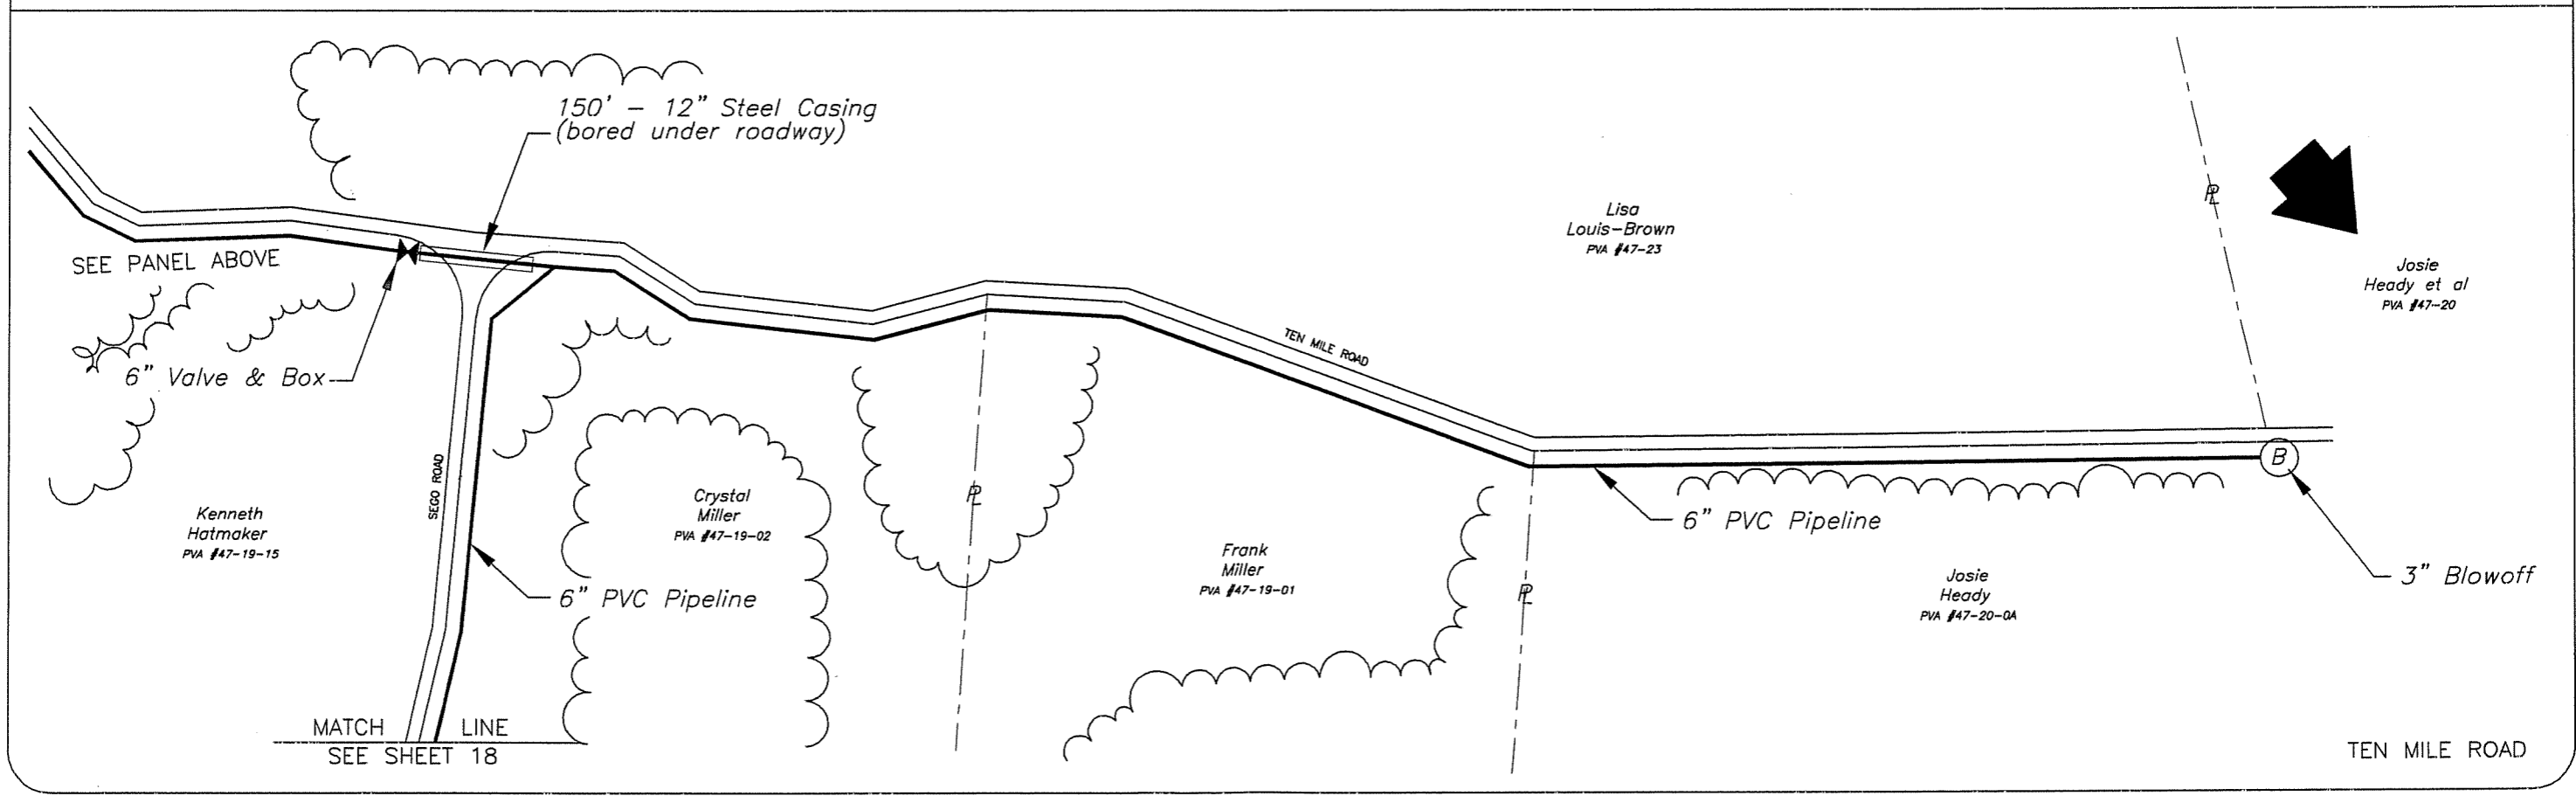 150' - 12" Steel Casing
(bored under roadway)
SEE PANEL ABOVE
6" Valve & Box
Kenneth
Hatmaker
PVA #47-19-15
SEGO ROAD
6" PVC Pipeline
Crystal
Miller
PVA #47-19-02
MATCH LINE
SEE SHEET 18
PL
Frank
Miller
PVA #47-19-01
TEN MILE ROAD
Lisa
Louis-Brown
PVA #47-23
PL
6" PVC Pipeline
Josie
Heady
PVA #47-20-0A
PL
Josie
Heady et al
PVA #47-20
B
3" Blowoff
TEN MILE ROAD